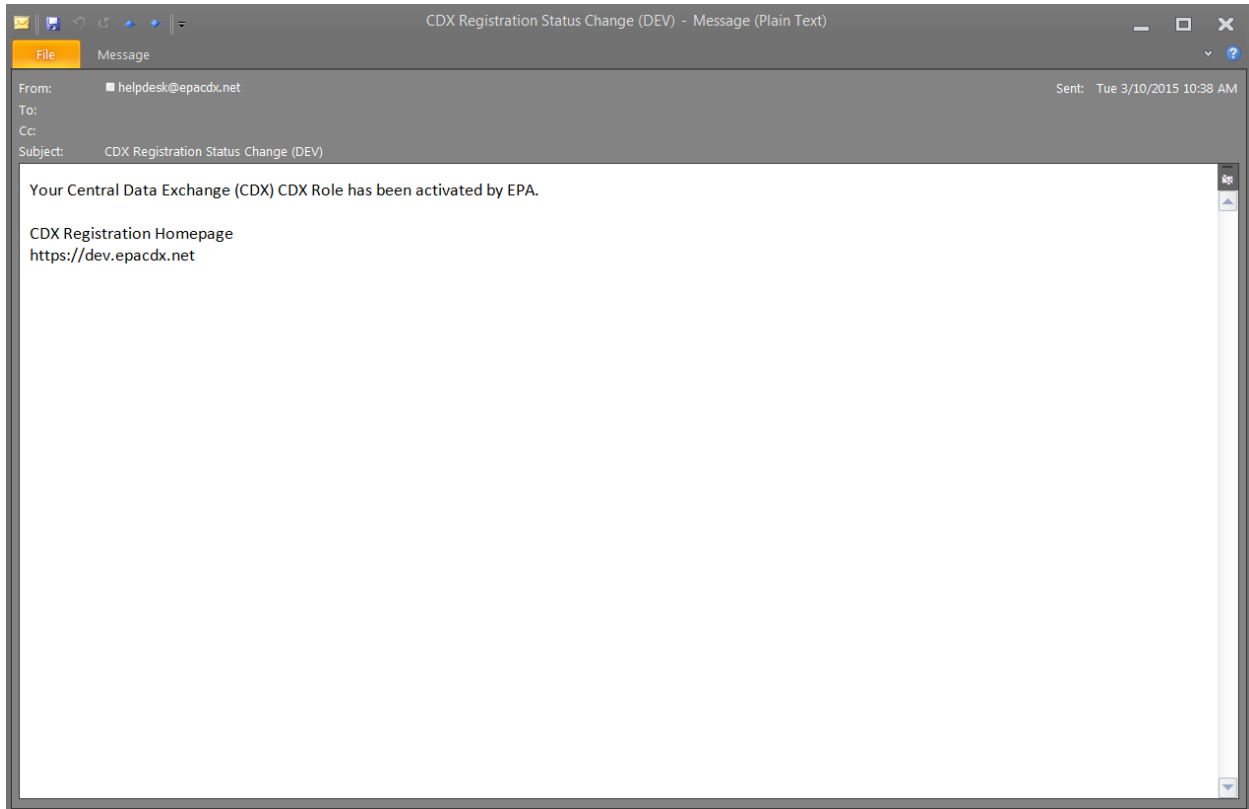 CDX Registration Status Change (DEV) - Message (Plain Text)
File Message
From: helpdesk@epacdx.net Sent: Tue 3/10/2015 10:38 AM
To:
Cc:
Subject: CDX Registration Status Change (DEV)
Your Central Data Exchange (CDX) CDX Role has been activated by EPA.
CDX Registration Homepage
https://dev.epacdx.net